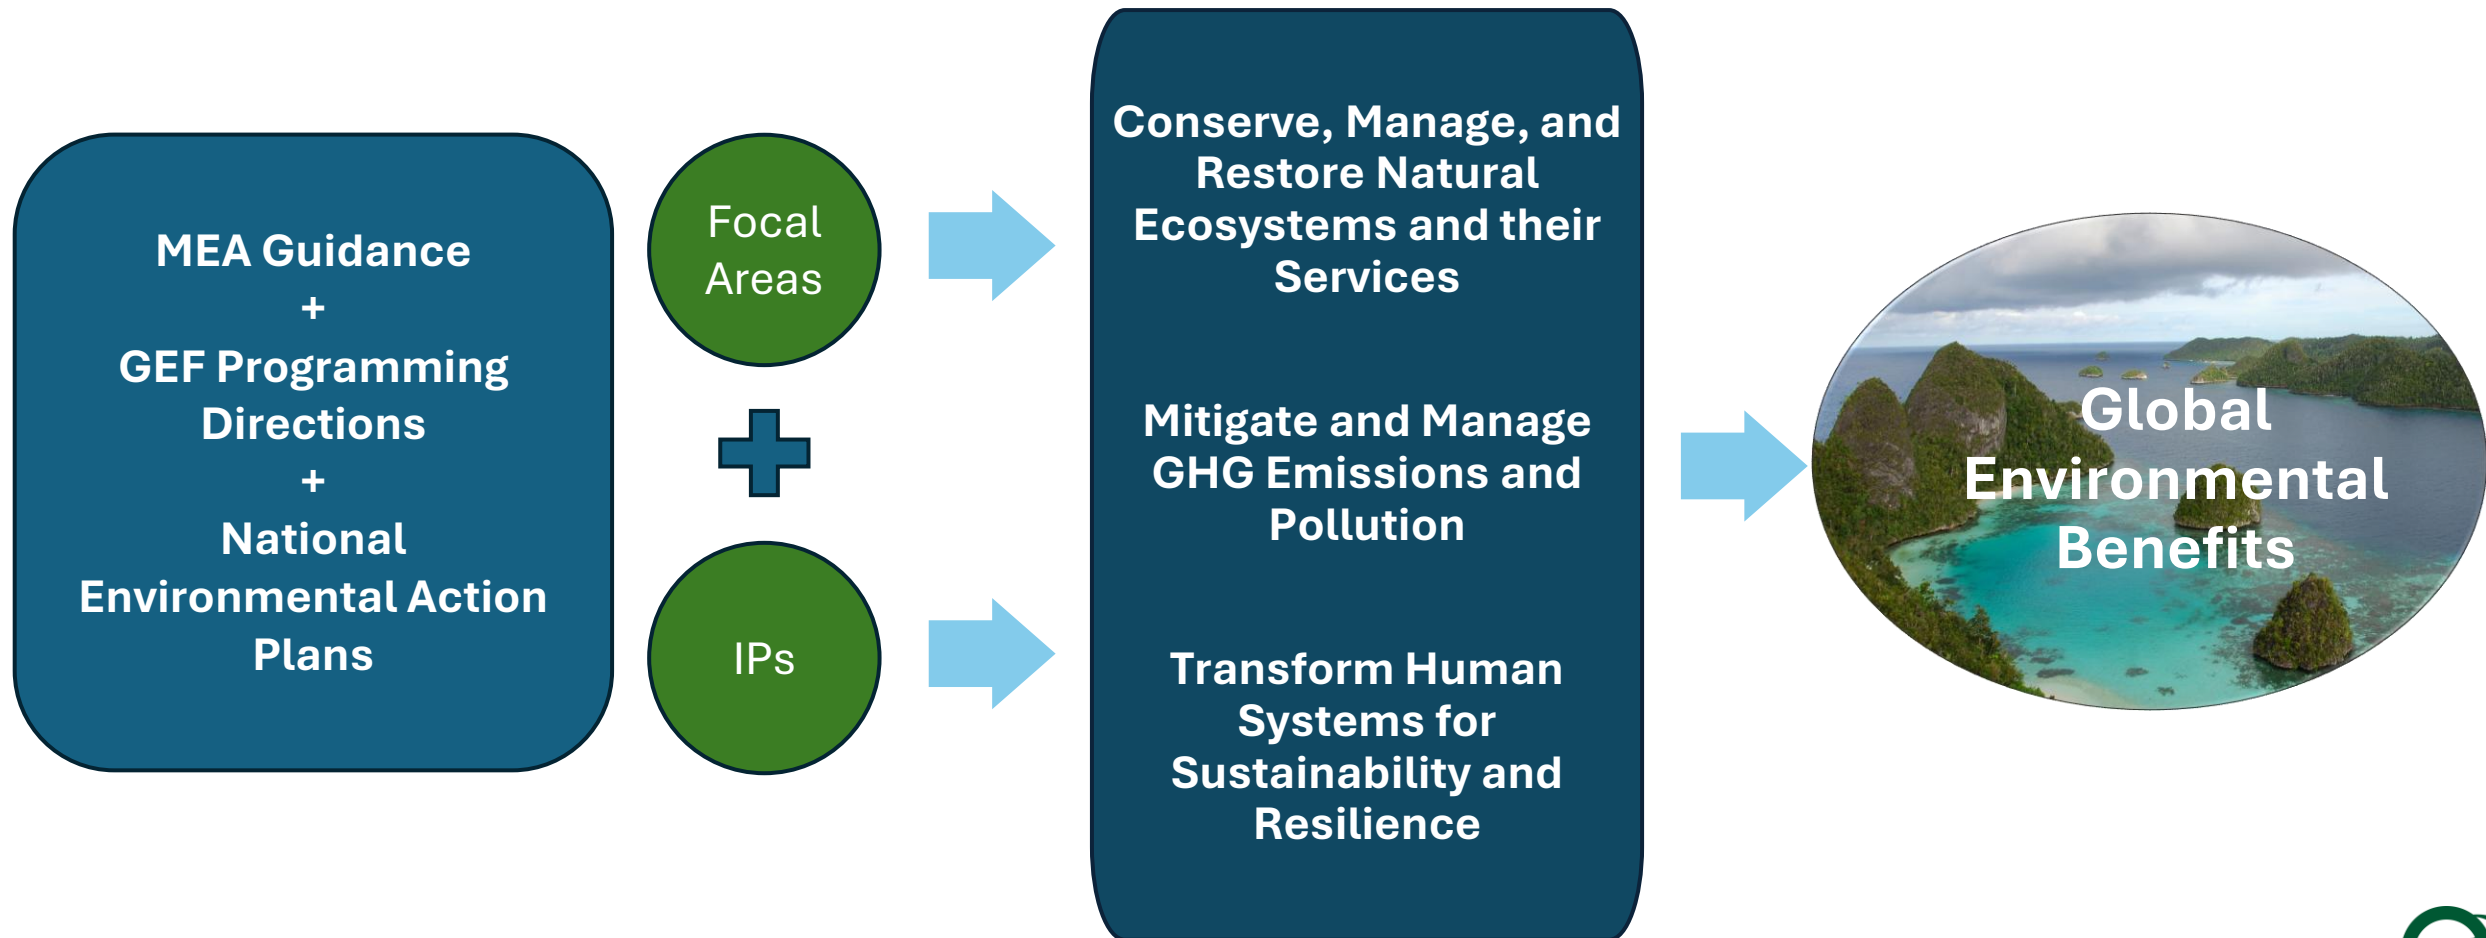 MEA Guidance
+
GEF Programming
Directions
+
National
Environmental Action
Plans
Focal
Areas
IPs
Conserve, Manage, and
Restore Natural
Ecosystems and their
Services
Mitigate and Manage
GHG Emissions and
Pollution
Transform Human
Systems for
Sustainability and
Resilience
Global
Environmental
Benefits